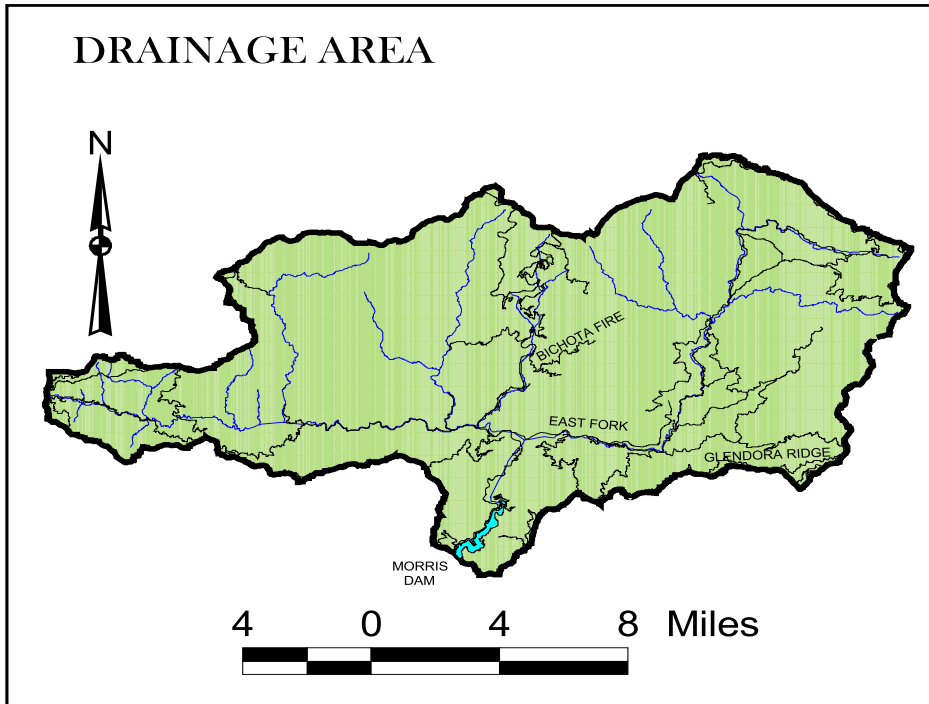 DRAINAGE AREA
N
BICHOTA FIRE
EAST FORK
GLENDORA RIDGE
MORRIS
DAM
4 0 4 8 Miles